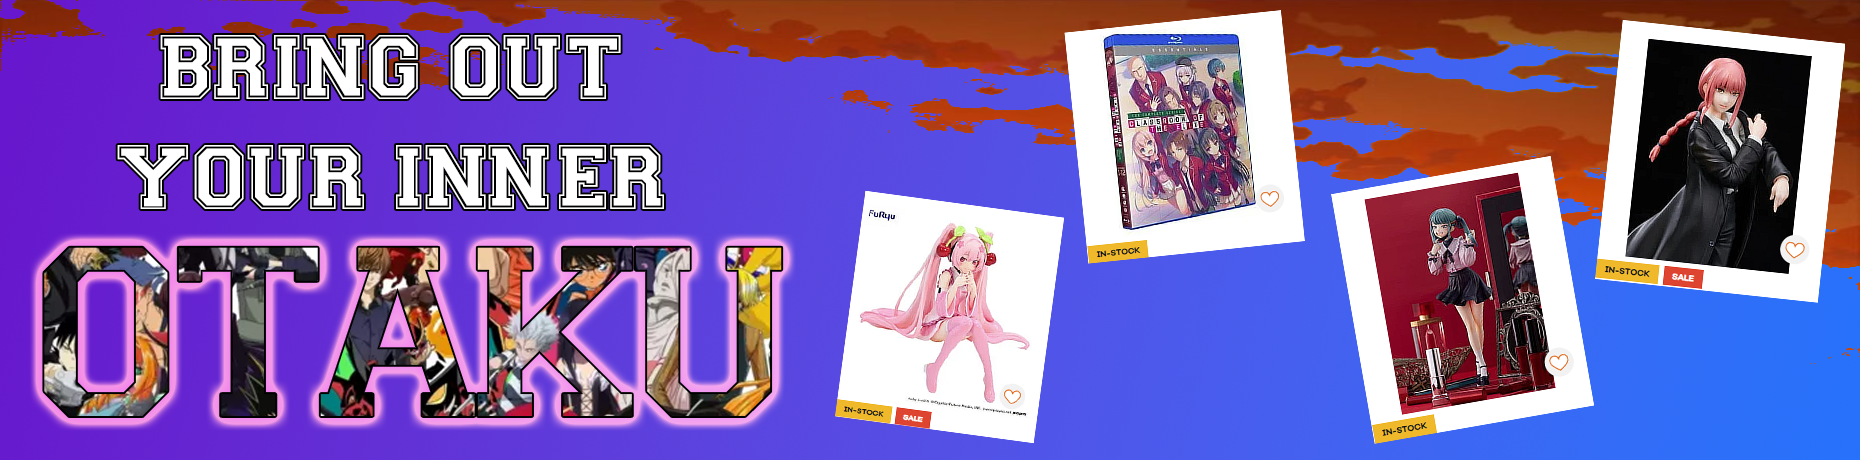 BRING OUT
YOUR INNER
OTAKU
FuRyu
IN-STOCK
SALE
ESSENTIALS
CLASSROOM OF
THE ELITE
IN-STOCK
IN-STOCK
IN-STOCK
SALE